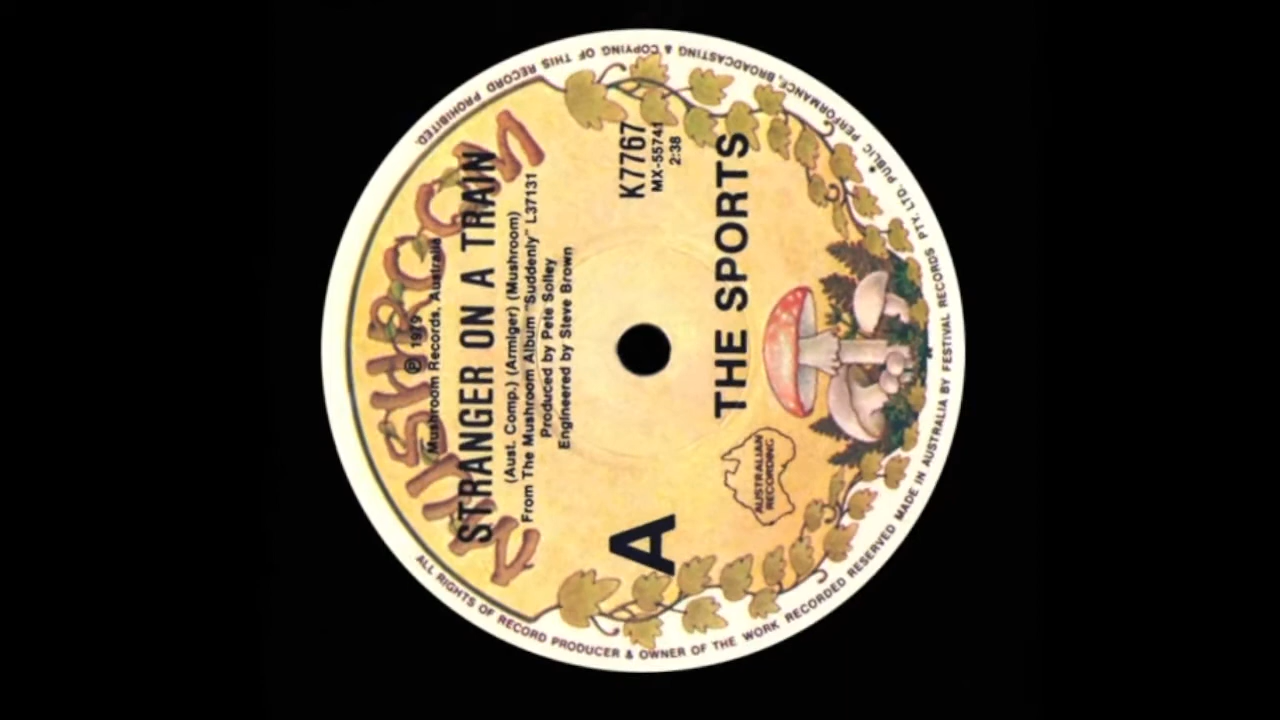 MUSHROOM
℗ 1979
Mushroom Records, Australia
STRANGER ON A TRAIN
(Aust. Comp.) (Armiger) (Mushroom)
From The Mushroom Album "Suddenly" L37131
Produced by Pete Solley
Engineered by Steve Brown
A
K7767
MX-55741
2:38
THE SPORTS
AUSTRALIAN
RECORDING
ALL RIGHTS OF RECORD PRODUCER & OWNER OF THE WORK RECORDED RESERVED MADE IN AUSTRALIA BY FESTIVAL RECORDS PTY. LTD. PUBLIC PERFORMANCE, BROADCASTING & COPYING OF THIS RECORD PROHIBITED.